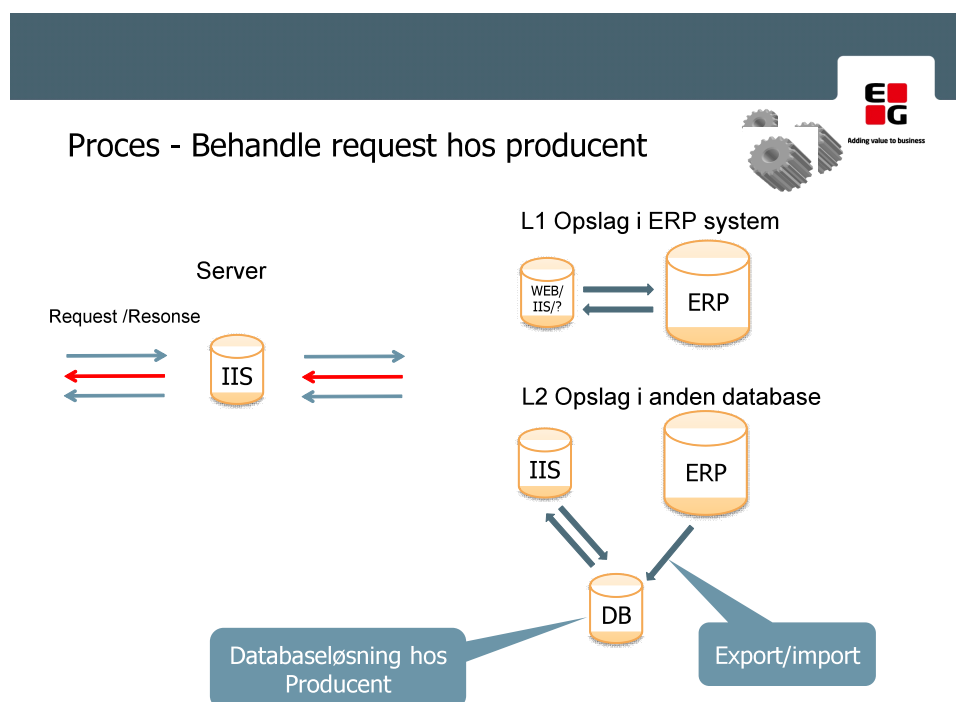 E
G
Adding value to business
Proces - Behandle request hos producent
L1 Opslag i ERP system
Server
WEB/
IIS/?
ERP
Request /Resonse
IIS
L2 Opslag i anden database
IIS
ERP
DB
Databaseløsning hos
Producent
Export/import